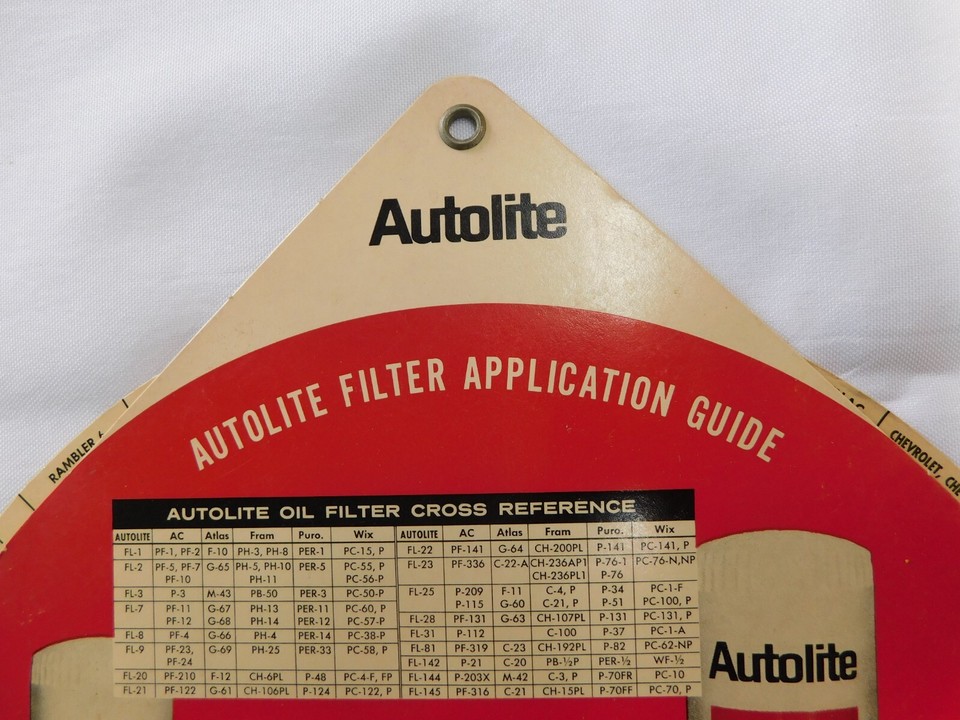 Autolite
AUTOLITE FILTER APPLICATION GUIDE
RAMBLER
CHEVROLET,
AUTOLITE OIL FILTER CROSS REFERENCE
AUTOLITE AC Atlas Fram Puro. Wix AUTOLITE AC Atlas Fram Puro. Wix
FL-1 PF-1, PF-2 F-10 PH-3, PH-8 PER-1 PC-15, P FL-22 PF-141 G-64 CH-200PL P-141 PC-141, P
FL-2 PF-5, PF-7 G-65 PH-5, PH-10 PER-5 PC-55, P FL-23 PF-336 C-22-A CH-236AP1 P-76-1 PC-76-N,NP
PF-10 PH-11 PC-56-P CH-236PL1 P-76
FL-3 P-3 M-43 PB-50 PER-3 PC-50-P FL-25 P-209 F-11 C-4, P P-34 PC-1-F
FL-7 PF-11 G-67 PH-13 PER-11 PC-60, P P-115 G-60 C-21, P P-51 PC-100, P
PF-12 G-68 PH-14 PER-12 PC-57-P FL-28 PF-131 G-63 CH-107PL P-131 PC-131, P
FL-8 PF-4 G-66 PH-4 PER-14 PC-38-P FL-31 P-112 C-100 P-37 PC-1-A
FL-9 PF-23, G-69 PH-25 PER-33 PC-58, P FL-81 PF-319 C-23 CH-192PL P-82 PC-62-NP
PF-24 FL-142 P-21 C-20 PB-½P PER-½ WF-½
FL-20 PF-210 F-12 CH-6PL P-48 PC-4-F, FP FL-144 P-203X M-42 C-3, P P-70FR PC-10
FL-21 PF-122 G-61 CH-106PL P-124 PC-122, P FL-145 PF-316 C-21 CH-15PL P-70FF PC-70, P
Autolite